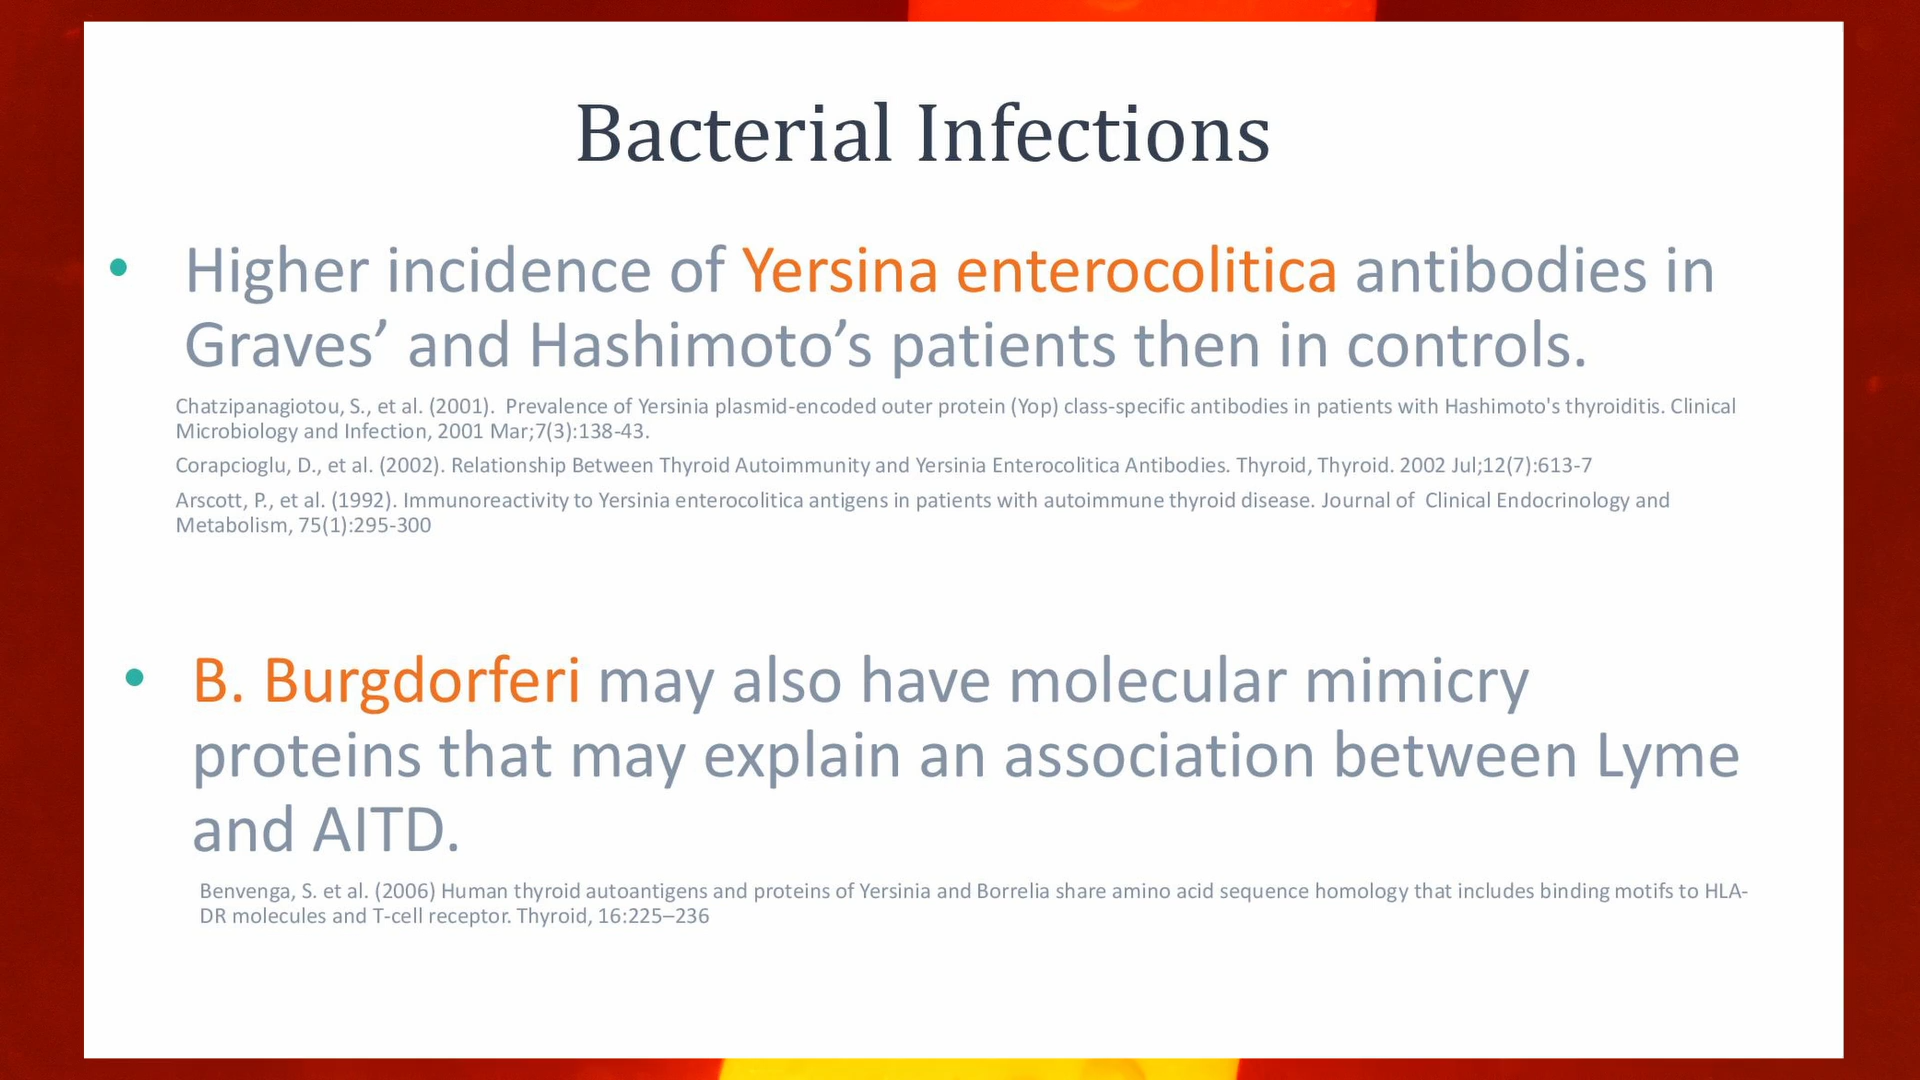 Bacterial Infections
• Higher incidence of Yersina enterocolitica antibodies in
Graves’ and Hashimoto’s patients then in controls.
Chatzipanagiotou, S., et al. (2001).  Prevalence of Yersinia plasmid-encoded outer protein (Yop) class-specific antibodies in patients with Hashimoto's thyroiditis. Clinical
Microbiology and Infection, 2001 Mar;7(3):138-43.
Corapcioglu, D., et al. (2002). Relationship Between Thyroid Autoimmunity and Yersinia Enterocolitica Antibodies. Thyroid, Thyroid. 2002 Jul;12(7):613-7
Arscott, P., et al. (1992). Immunoreactivity to Yersinia enterocolitica antigens in patients with autoimmune thyroid disease. Journal of  Clinical Endocrinology and
Metabolism, 75(1):295-300
• B. Burgdorferi may also have molecular mimicry
proteins that may explain an association between Lyme
and AITD.
Benvenga, S. et al. (2006) Human thyroid autoantigens and proteins of Yersinia and Borrelia share amino acid sequence homology that includes binding motifs to HLA-
DR molecules and T-cell receptor. Thyroid, 16:225–236